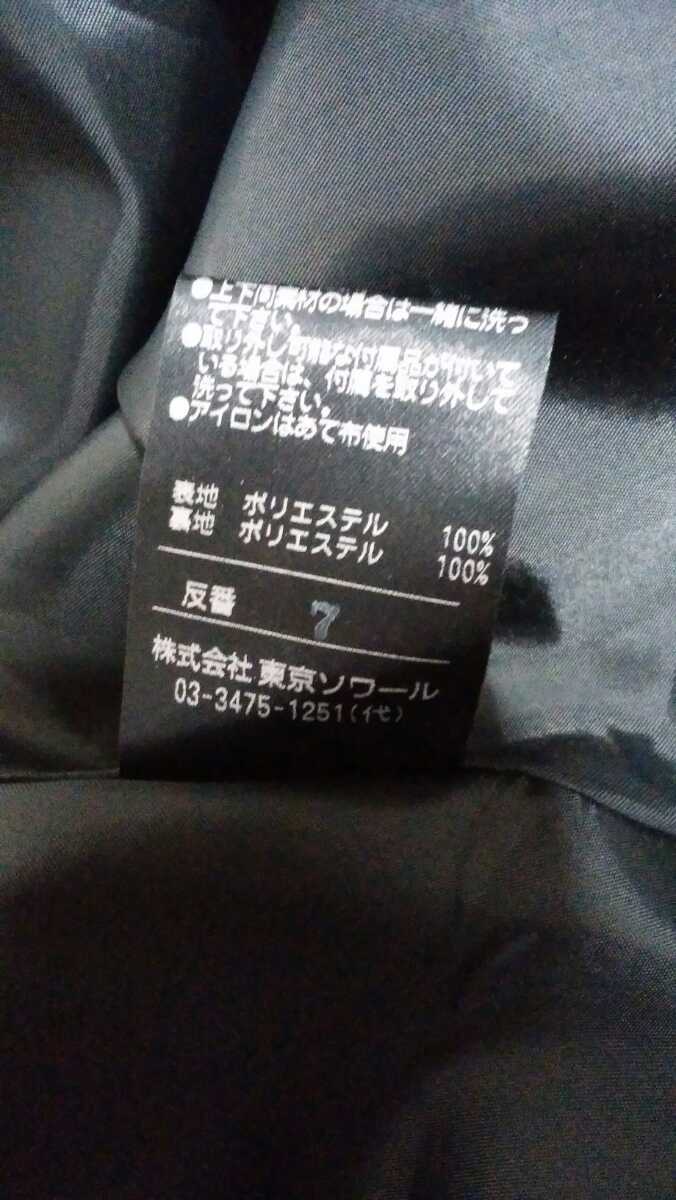 ●上下同素材の場合は一緒に洗っ
て下さい。
●取り外し可能な付属品が付いて
いる場合は、付属を取り外して
洗って下さい。
●アイロンはあて布使用
表地 ポリエステル 100%
裏地 ポリエステル 100%
反番 7
株式会社 東京ソワール
03-3475-1251(代)